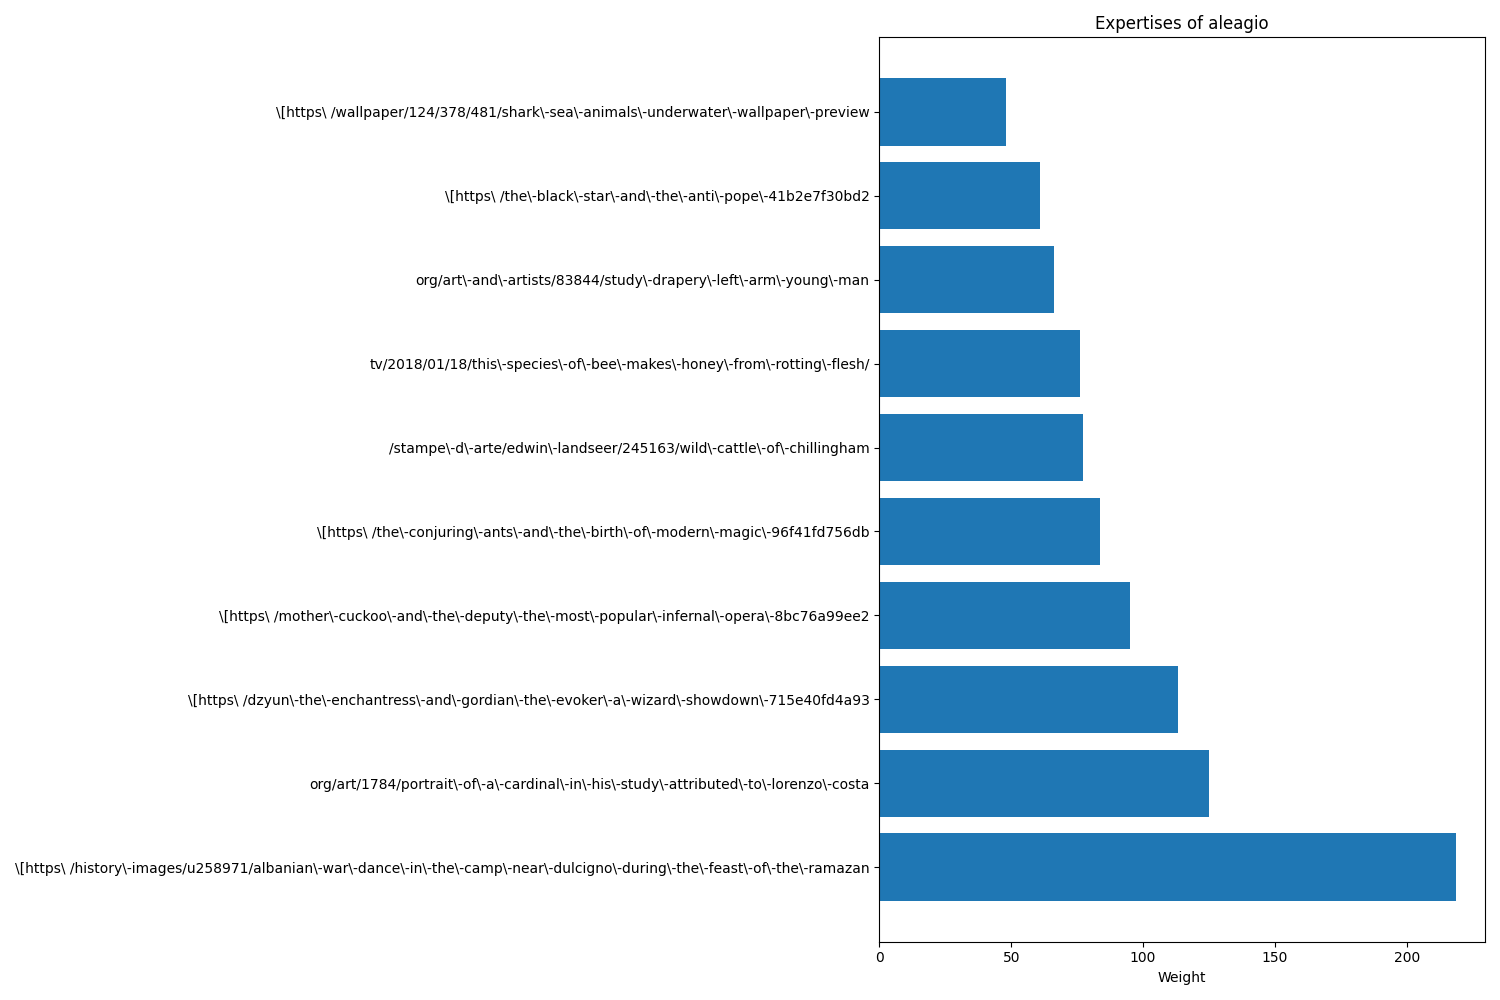 Expertises of aleagio
\[https\ /wallpaper/124/378/481/shark\-sea\-animals\-underwater\-wallpaper\-preview
\[https\ /the\-black\-star\-and\-the\-anti\-pope\-41b2e7f30bd2
org/art\-and\-artists/83844/study\-drapery\-left\-arm\-young\-man
tv/2018/01/18/this\-species\-of\-bee\-makes\-honey\-from\-rotting\-flesh/
/stampe\-d\-arte/edwin\-landseer/245163/wild\-cattle\-of\-chillingham
\[https\ /the\-conjuring\-ants\-and\-the\-birth\-of\-modern\-magic\-96f41fd756db
\[https\ /mother\-cuckoo\-and\-the\-deputy\-the\-most\-popular\-infernal\-opera\-8bc76a99ee2
\[https\ /dzyun\-the\-enchantress\-and\-gordian\-the\-evoker\-a\-wizard\-showdown\-715e40fd4a93
org/art/1784/portrait\-of\-a\-cardinal\-in\-his\-study\-attributed\-to\-lorenzo\-costa
\[https\ /history\-images/u258971/albanian\-war\-dance\-in\-the\-camp\-near\-dulcigno\-during\-the\-feast\-of\-the\-ramazan
0 50 100 150 200
Weight